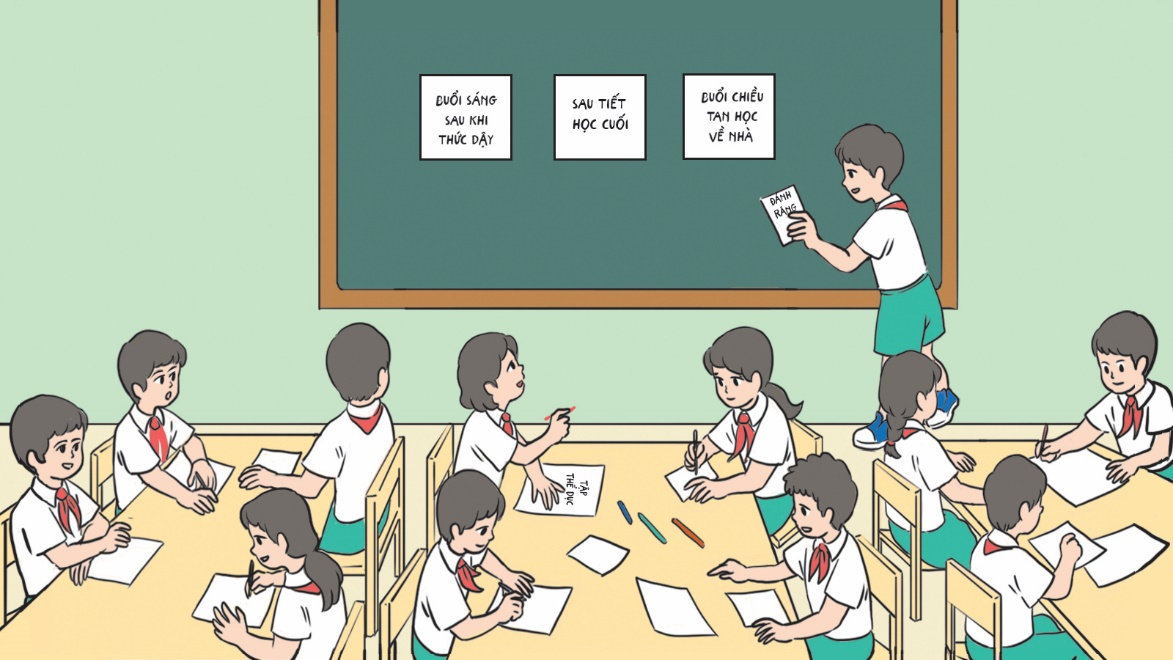 BUỔI SÁNG
SAU KHI
THỨC DẬY
SAU TIẾT
HỌC CUỐI
BUỔI CHIỀU
TAN HỌC
VỀ NHÀ
ĐÁNH
RĂNG
TẬP
THỂ DỤC